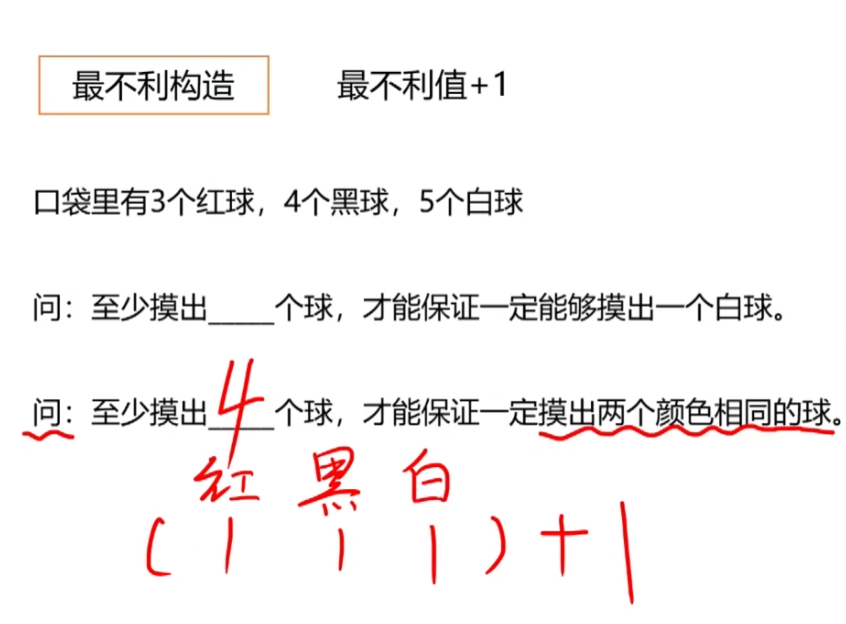 最不利构造 最不利值+1
口袋里有3个红球，4个黑球，5个白球
问：至少摸出_____个球，才能保证一定能够摸出一个白球。
问：至少摸出__4__个球，才能保证一定摸出两个颜色相同的球。
红 黑 白
( 1 1 1 ) + 1